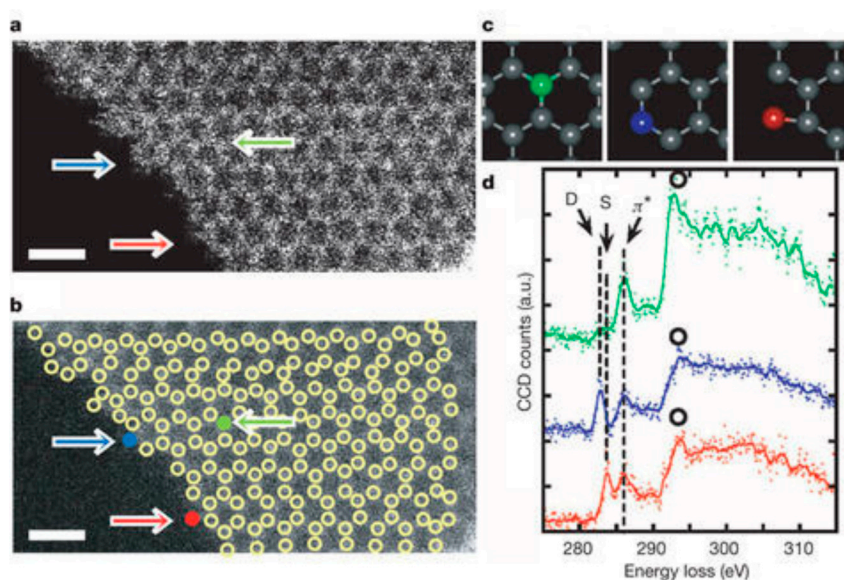 a
b
c
d
D
S
π*
CCD counts (a.u.)
280 290 300 310
Energy loss (eV)